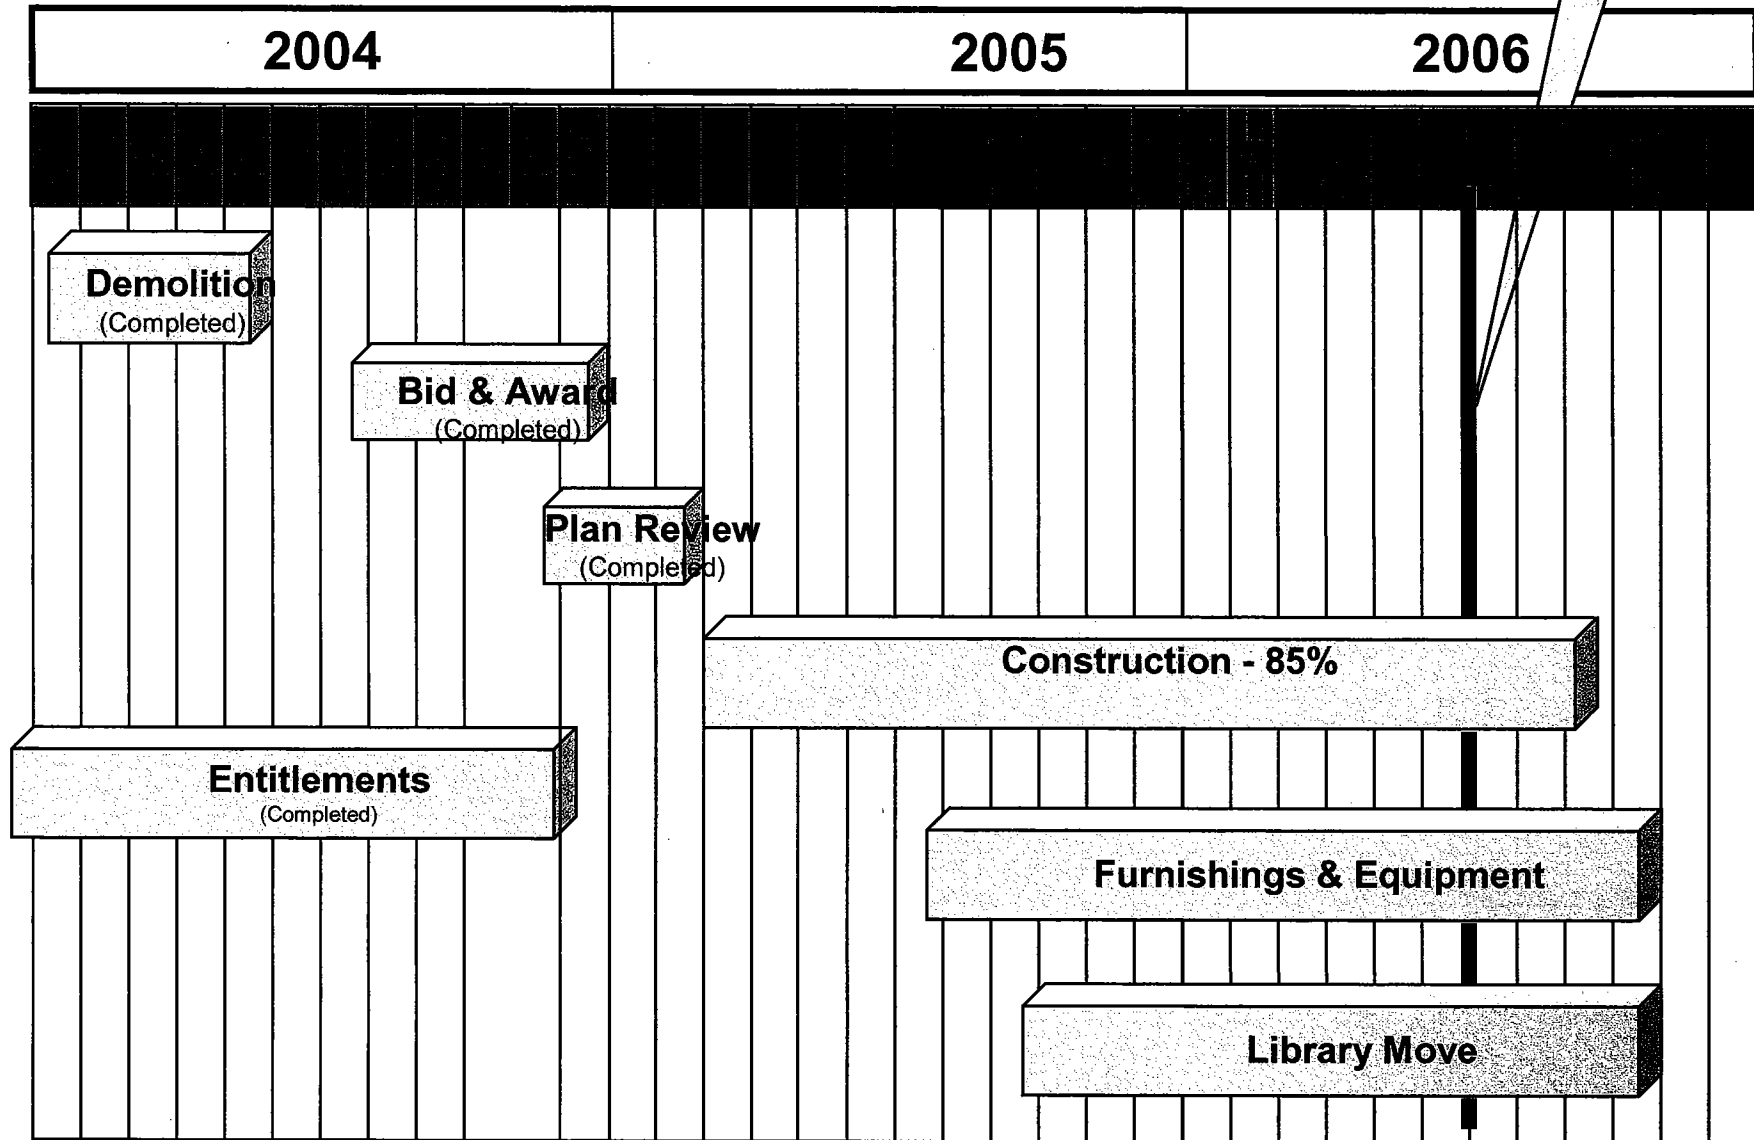 2004 2005 2006
Demolition
(Completed)
Bid & Award
(Completed)
Plan Review
(Completed)
Construction - 85%
Entitlements
(Completed)
Furnishings & Equipment
Library Move